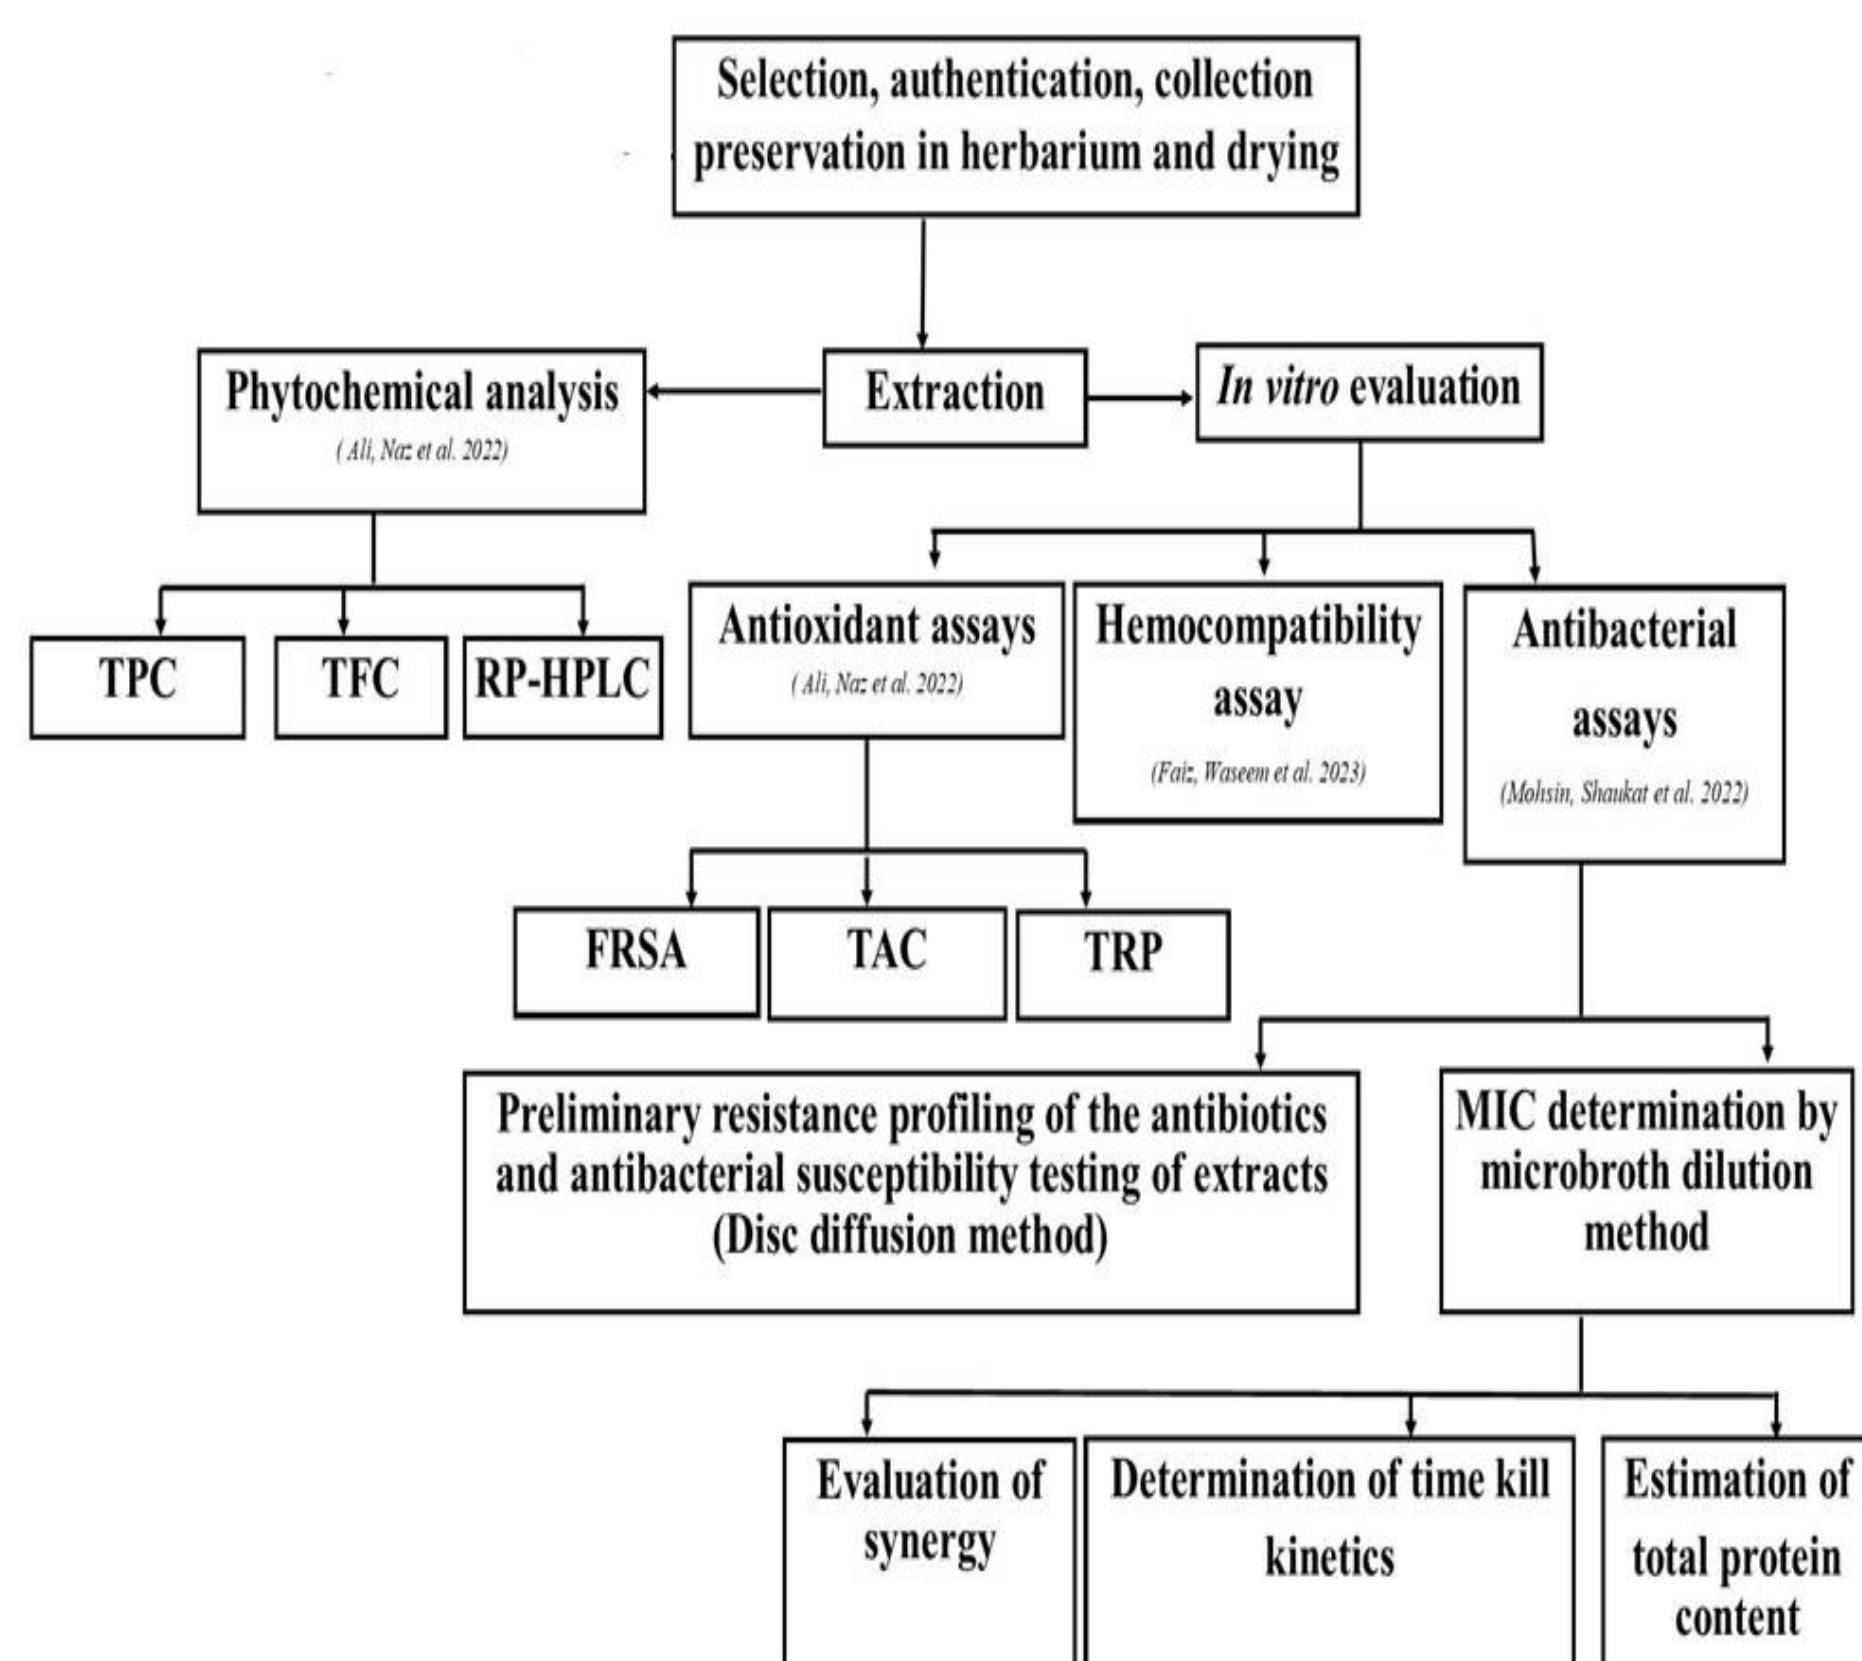 Selection, authentication, collection
preservation in herbarium and drying
Phytochemical analysis
( Ali, Naz et al. 2022)
Extraction
In vitro evaluation
TPC
TFC
RP-HPLC
Antioxidant assays
( Ali, Naz et al. 2022)
Hemocompatibility
assay
(Faiz, Waseem et al. 2023)
Antibacterial
assays
(Mohsin, Shaukat et al. 2022)
FRSA
TAC
TRP
Preliminary resistance profiling of the antibiotics
and antibacterial susceptibility testing of extracts
(Disc diffusion method)
MIC determination by
microbroth dilution
method
Evaluation of
synergy
Determination of time kill
kinetics
Estimation of
total protein
content